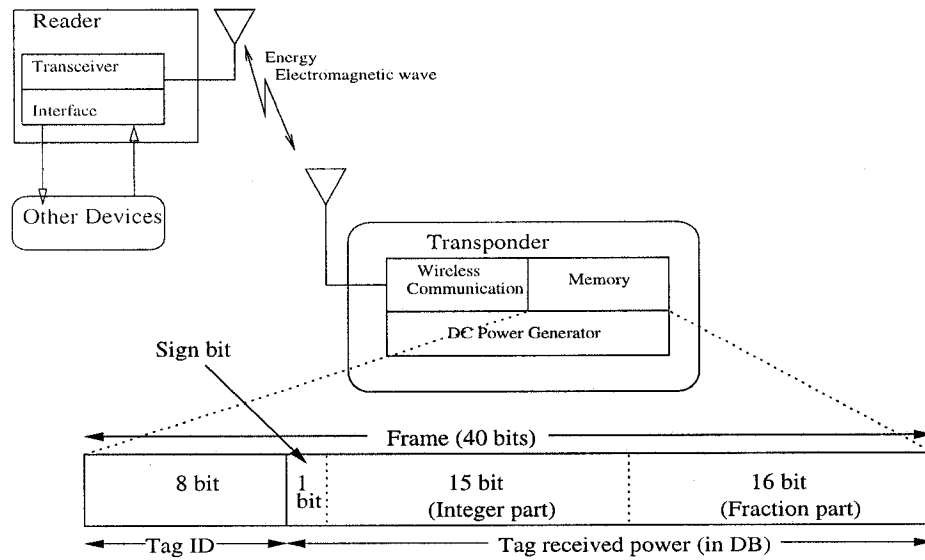 Reader
Transceiver
Interface
Other Devices
Energy
Electromagnetic wave
Transponder
Wireless
Communication
Memory
DC Power Generator
Sign bit
Frame (40 bits)
8 bit
1
bit
15 bit
(Integer part)
16 bit
(Fraction part)
Tag ID
Tag received power (in DB)